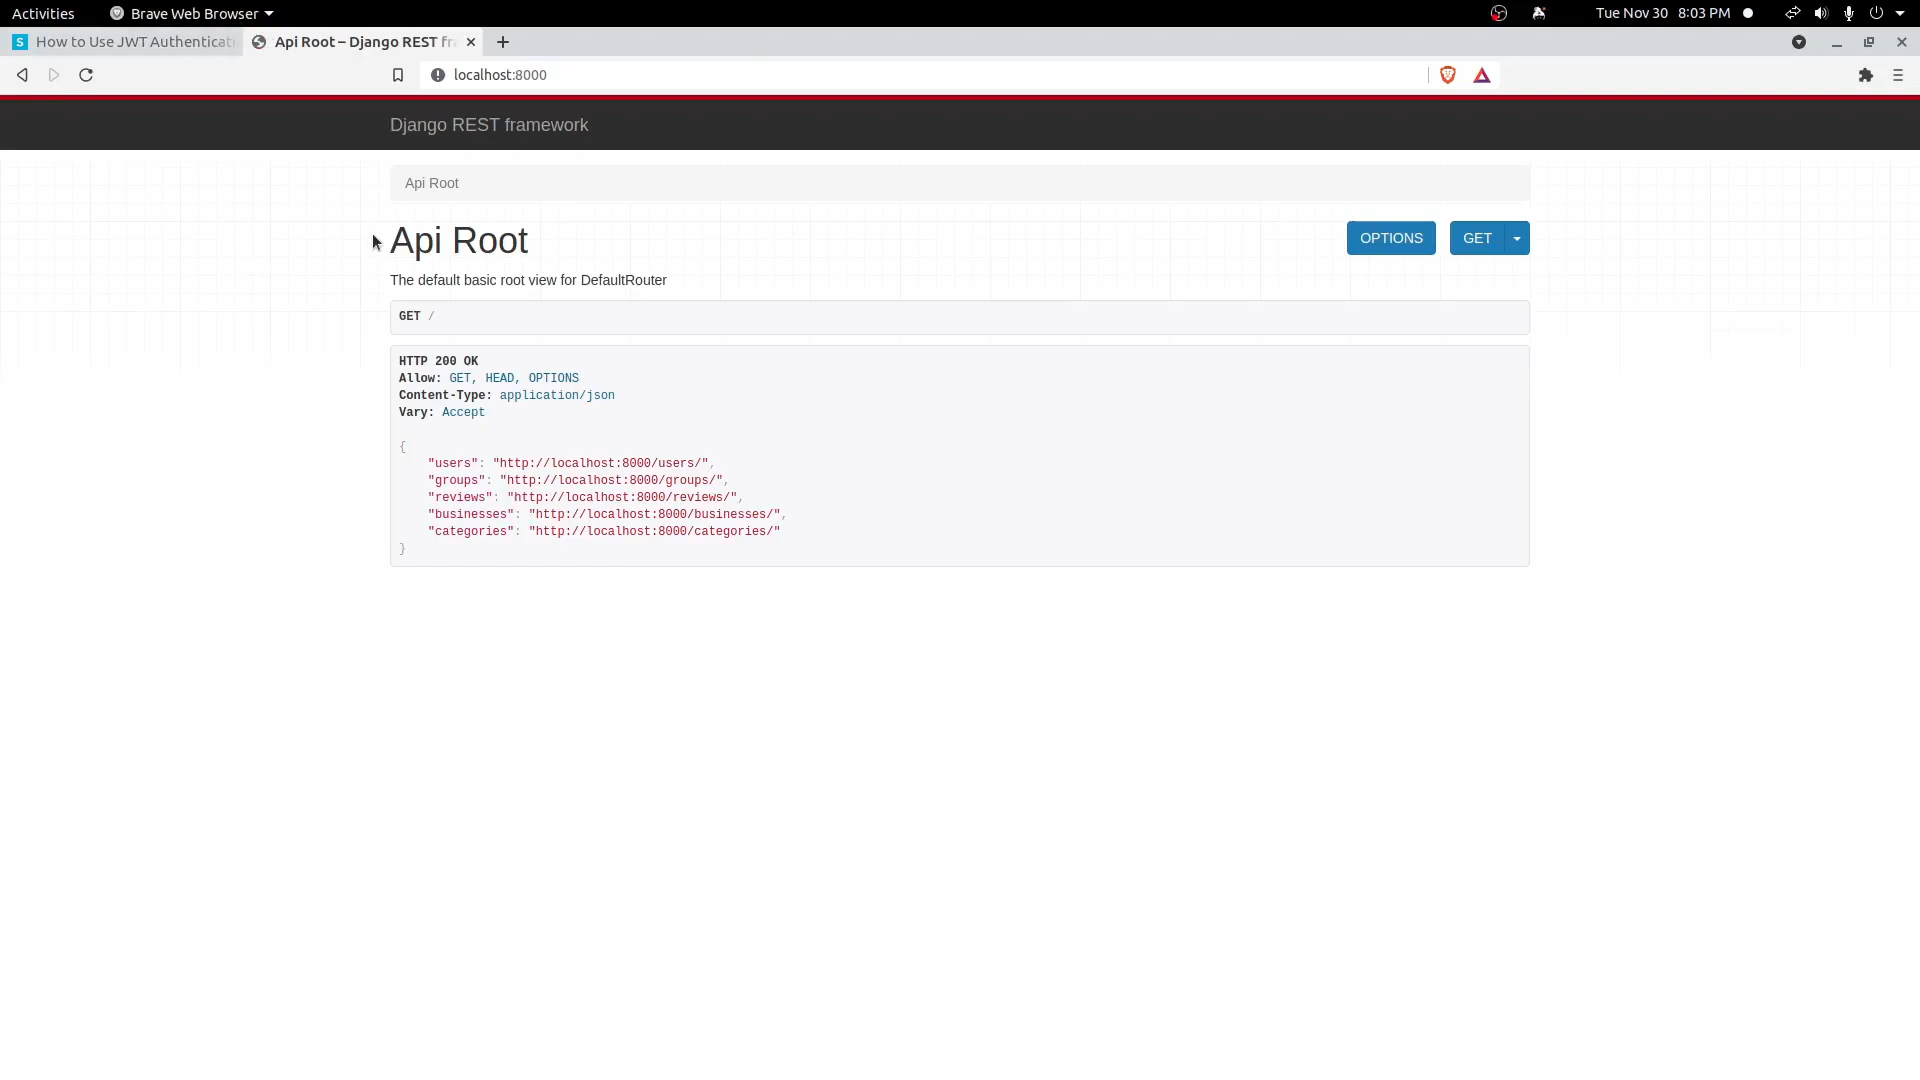 Activities Brave Web Browser Tue Nov 30 8:03 PM
S How to Use JWT Authenticati Api Root – Django REST fr
localhost:8000
Django REST framework
Api Root
Api Root OPTIONS GET
The default basic root view for DefaultRouter
GET /
HTTP 200 OK
Allow: GET, HEAD, OPTIONS
Content-Type: application/json
Vary: Accept
{
"users": "http://localhost:8000/users/",
"groups": "http://localhost:8000/groups/",
"reviews": "http://localhost:8000/reviews/",
"businesses": "http://localhost:8000/businesses/",
"categories": "http://localhost:8000/categories/"
}